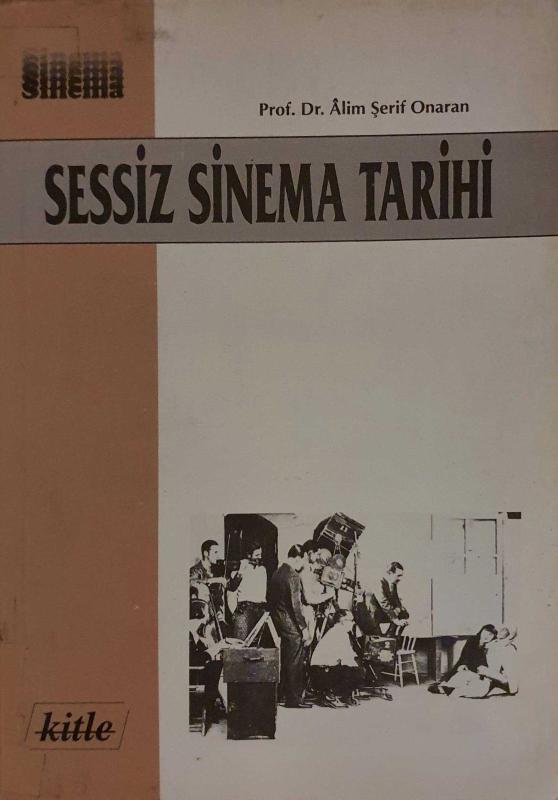 Sinema
Prof. Dr. Âlim Şerif Onaran
SESSİZ SİNEMA TARİHİ
kitle